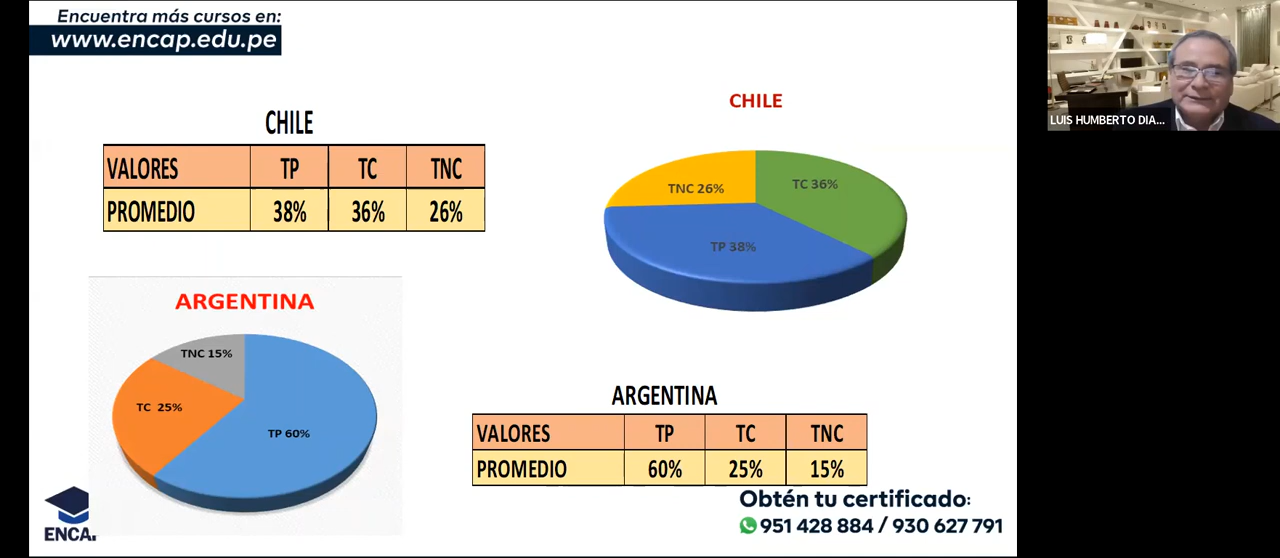 Encuentra más cursos en:
www.encap.edu.pe
LUIS HUMBERTO DIA...
CHILE
VALORES TP TC TNC
PROMEDIO 38% 36% 26%
CHILE
TNC 26%
TC 36%
TP 38%
ARGENTINA
TNC 15%
TC 25%
TP 60%
ARGENTINA
VALORES TP TC TNC
PROMEDIO 60% 25% 15%
Obtén tu certificado:
951 428 884 / 930 627 791
ENCAP